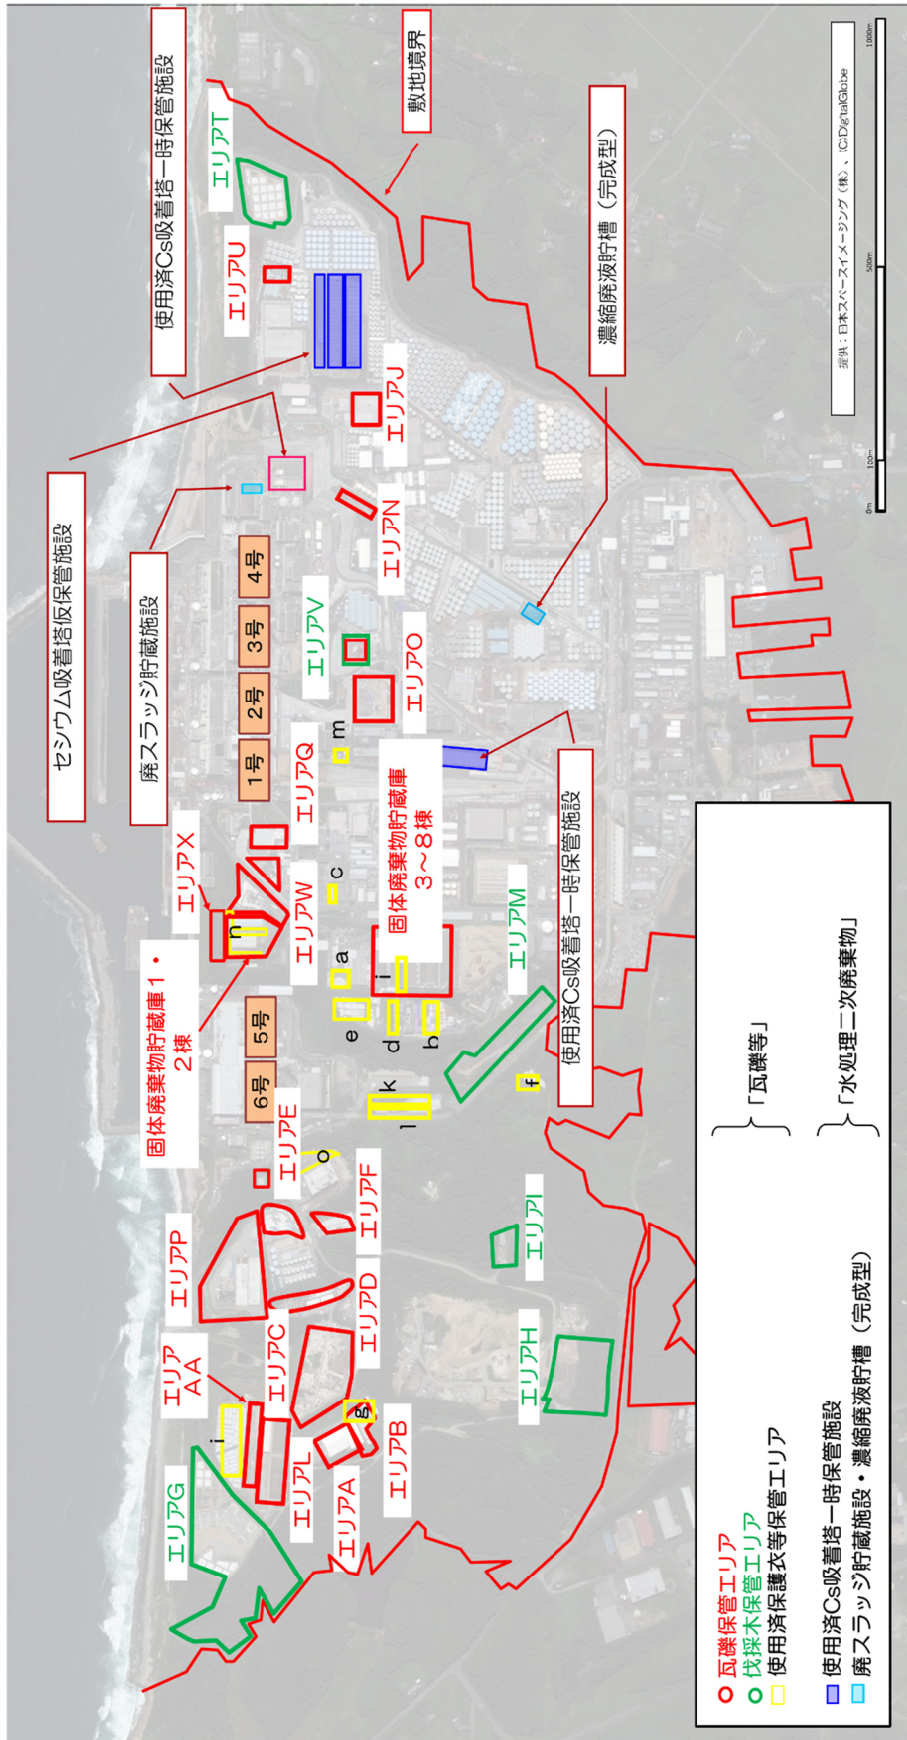 セシウム吸着塔仮保管施設
廃スラッジ貯蔵施設
使用済Cs吸着塔一時保管施設
敷地境界
エリアT
エリアU
エリアJ
エリアN
エリアV
エリアO
エリアQ
エリアX
エリアW
固体廃棄物貯蔵庫1・
2棟
固体廃棄物貯蔵庫
3～8棟
使用済Cs吸着塔一時保管施設
濃縮廃液貯槽（完成型）
エリアM
エリアE
エリアF
エリアP
エリアD
エリアC
エリア
AA
エリアL
エリアA
エリアB
エリアG
エリアH
エリアI
6号
5号
1号
2号
3号
4号
i
g
o
l
k
f
e
d
b
a
i
n
c
m
瓦礫保管エリア
伐採木保管エリア
使用済保護衣等保管エリア
「瓦礫等」
使用済Cs吸着塔一時保管施設
廃スラッジ貯蔵施設・濃縮廃液貯槽（完成型）
「水処理二次廃棄物」
0m
100m
500m
1000m
提供：日本スペースイメージング（株）、(C)DigitalGlobe